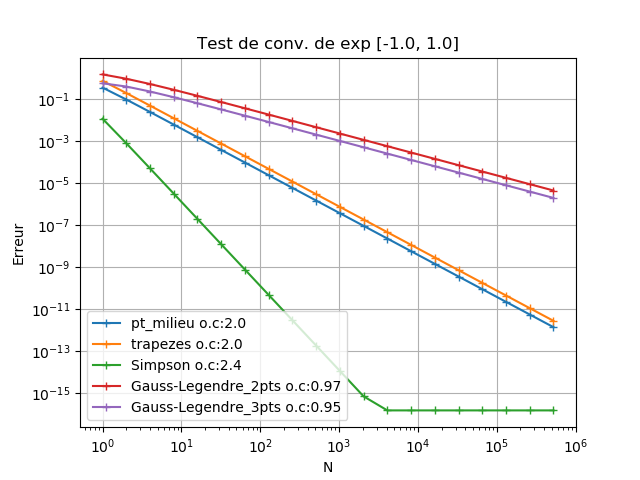 Test de conv. de exp [-1.0, 1.0]
Erreur
10^-1
10^-3
10^-5
10^-7
10^-9
10^-11
10^-13
10^-15
pt_milieu o.c:2.0
trapezes o.c:2.0
Simpson o.c:2.4
Gauss-Legendre_2pts o.c:0.97
Gauss-Legendre_3pts o.c:0.95
10^0 10^1 10^2 10^3 10^4 10^5 10^6
N